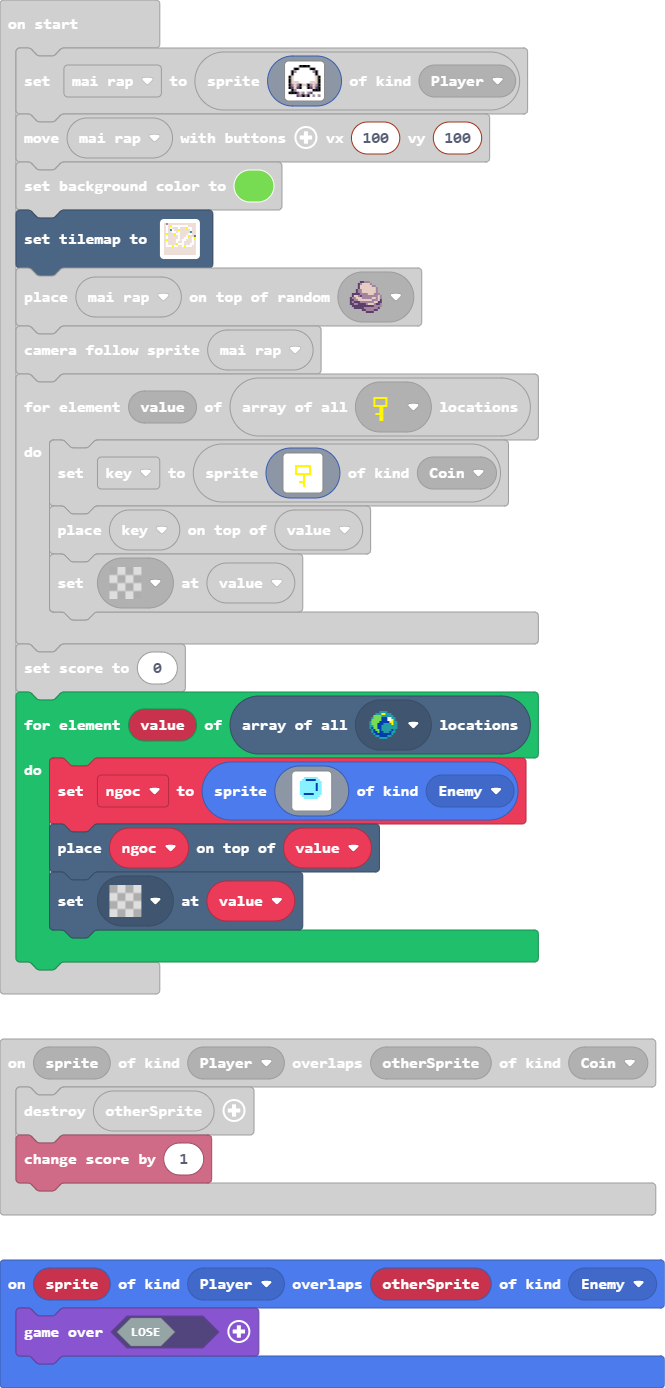 on start
set mai rap to sprite of kind Player
move mai rap with buttons vx 100 vy 100
set background color to
set tilemap to
place mai rap on top of random
camera follow sprite mai rap
for element value of array of all locations
do
set key to sprite of kind Coin
place key on top of value
set at value
set score to 0
for element value of array of all locations
do
set ngoc to sprite of kind Enemy
place ngoc on top of value
set at value
on sprite of kind Player overlaps otherSprite of kind Coin
destroy otherSprite
change score by 1
on sprite of kind Player overlaps otherSprite of kind Enemy
game over LOSE